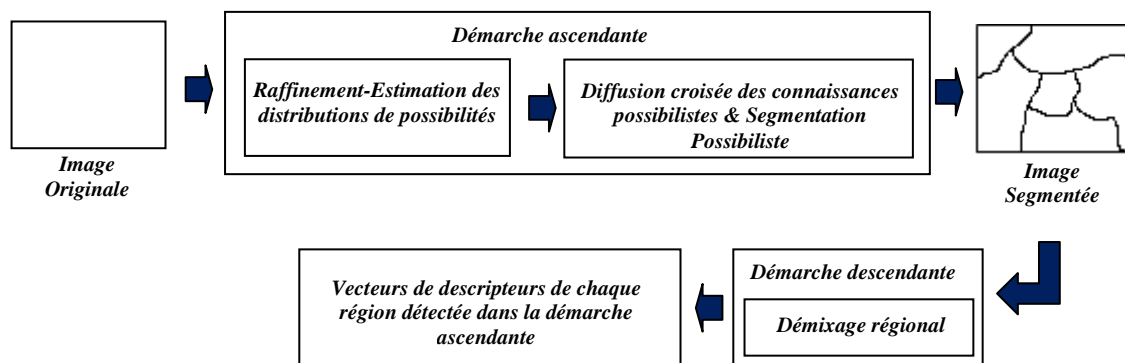 Démarche ascendante
Raffinement-Estimation des
distributions de possibilités
Diffusion croisée des connaissances
possibilistes & Segmentation
Possibiliste
Image
Originale
Image
Segmentée
Démarche descendante
Démixage régional
Vecteurs de descripteurs de chaque
région détectée dans la démarche
ascendante